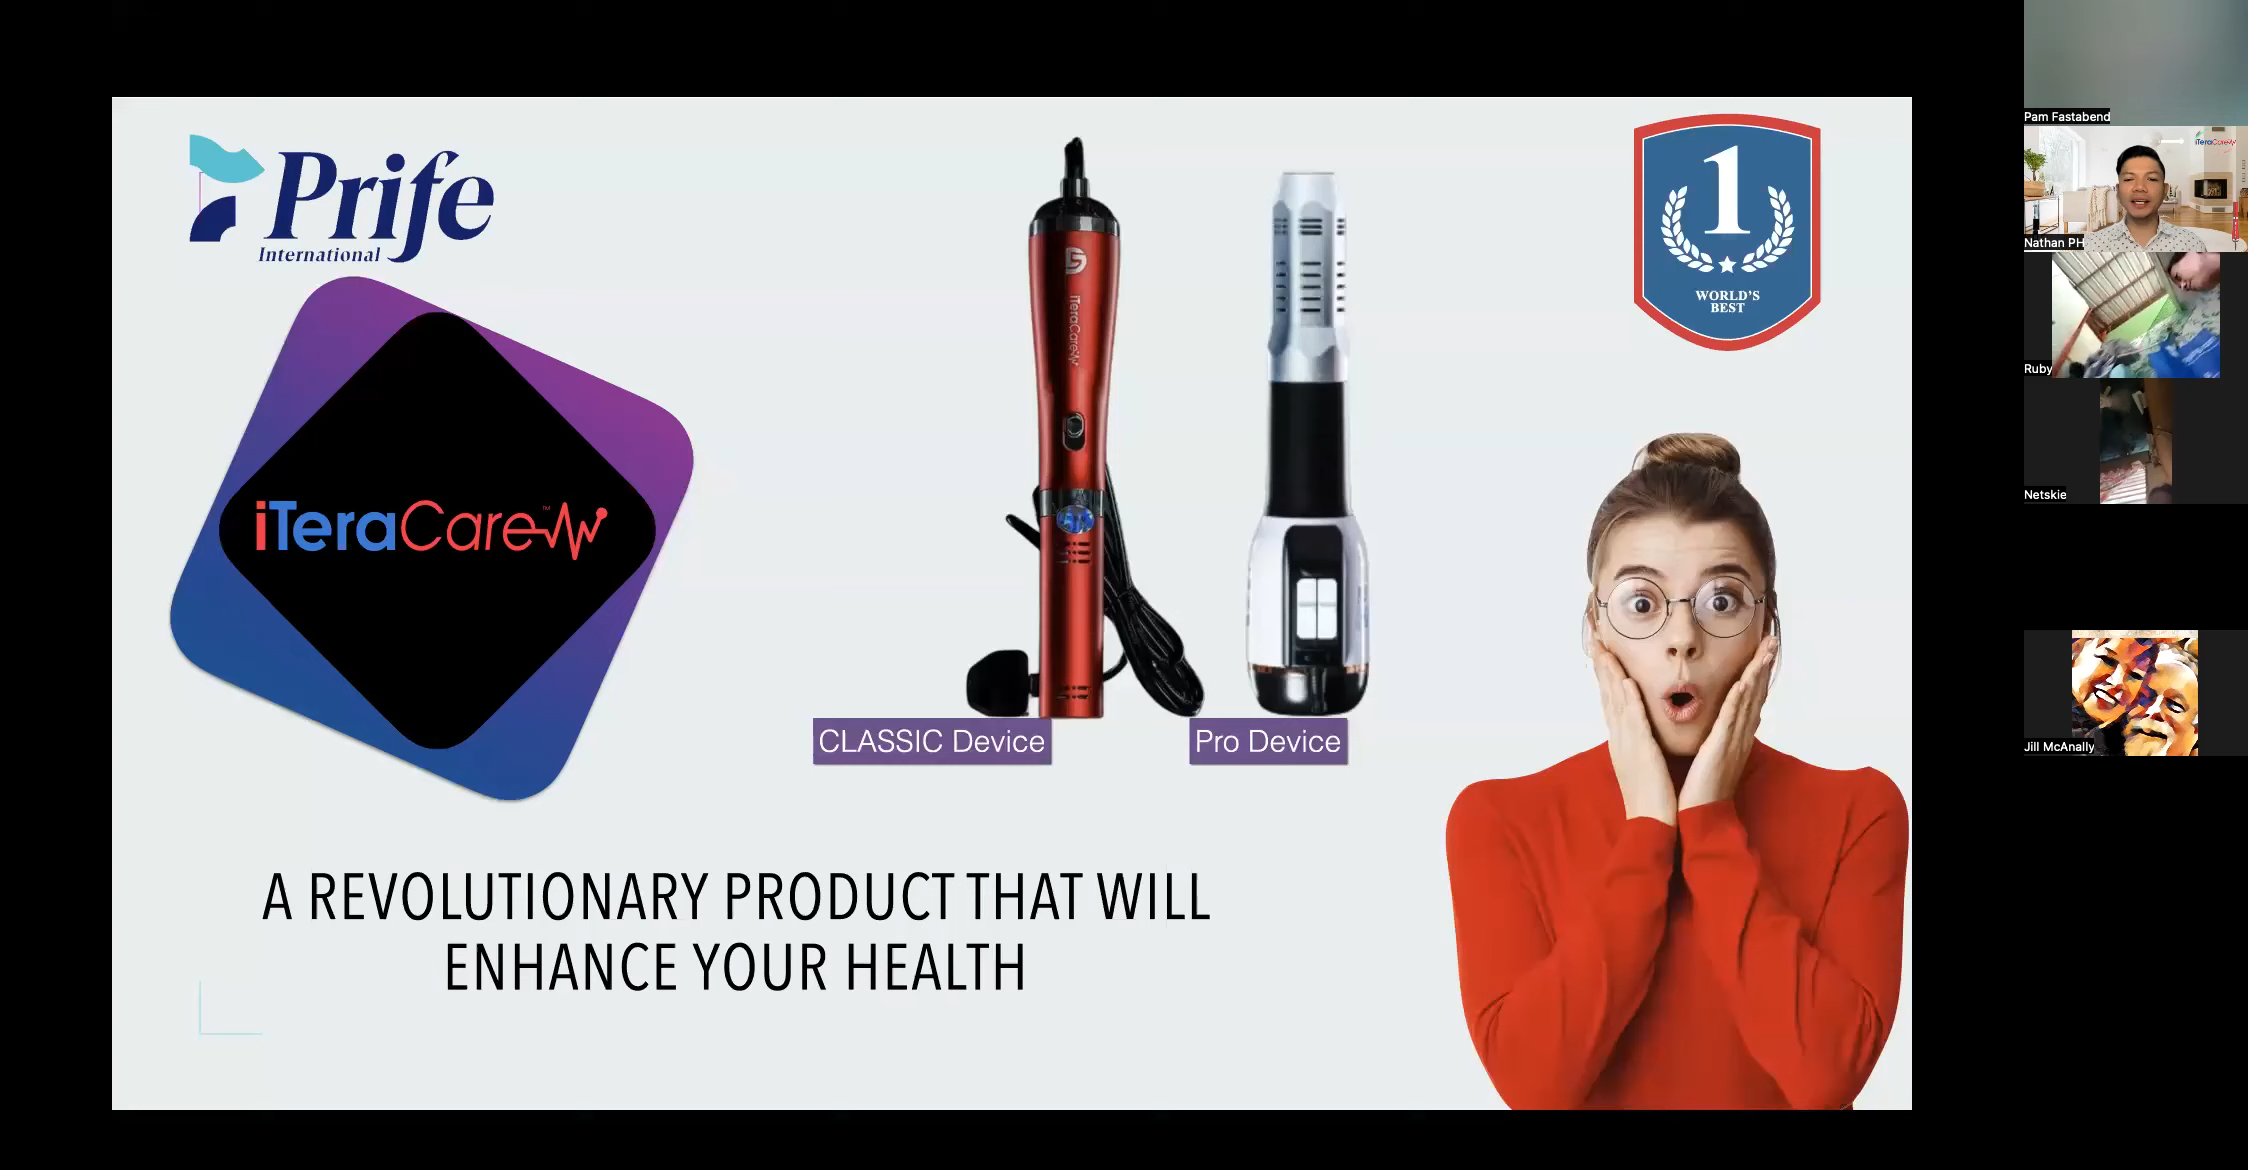 Prife
International
iTeraCare™
iTeraCare
1
WORLD'S
BEST
CLASSIC Device
Pro Device
A REVOLUTIONARY PRODUCT THAT WILL
ENHANCE YOUR HEALTH
Pam Fastabend
iTeraCare
Nathan PH
Ruby
Netskie
Jill McAnally